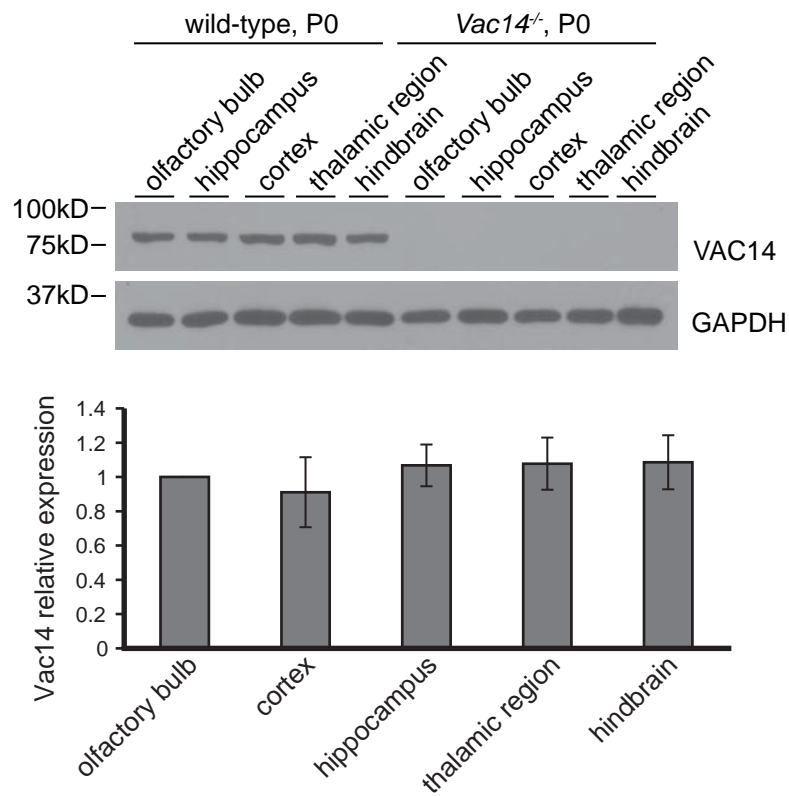 wild-type, P0 Vac14-/-, P0
olfactory bulb hippocampus cortex thalamic region hindbrain olfactory bulb hippocampus cortex thalamic region hindbrain
100kD
75kD
VAC14
37kD
GAPDH
Vac14 relative expression
1.4
1.2
1
0.8
0.6
0.4
0.2
0
olfactory bulb cortex hippocampus thalamic region hindbrain